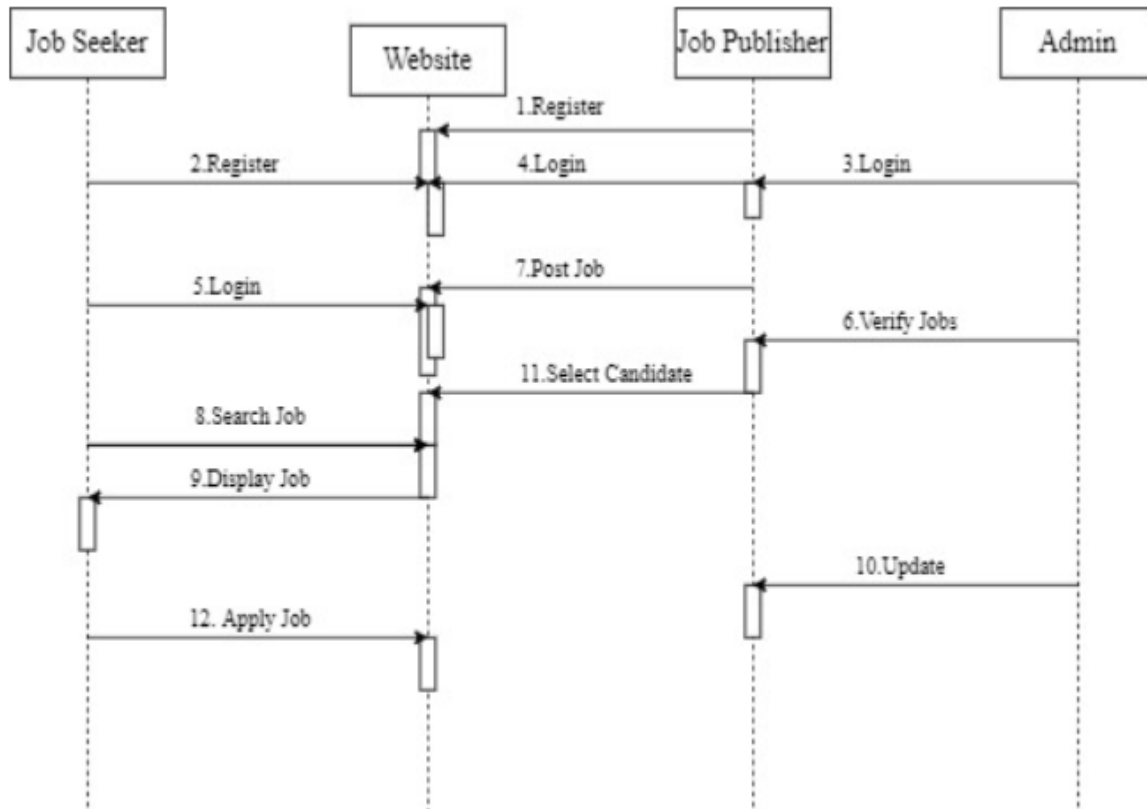 Job Seeker
Website
Job Publisher
Admin
1.Register
2.Register
4.Login
3.Login
7.Post Job
5.Login
6.Verify Jobs
11.Select Candidate
8.Search Job
9.Display Job
10.Update
12. Apply Job